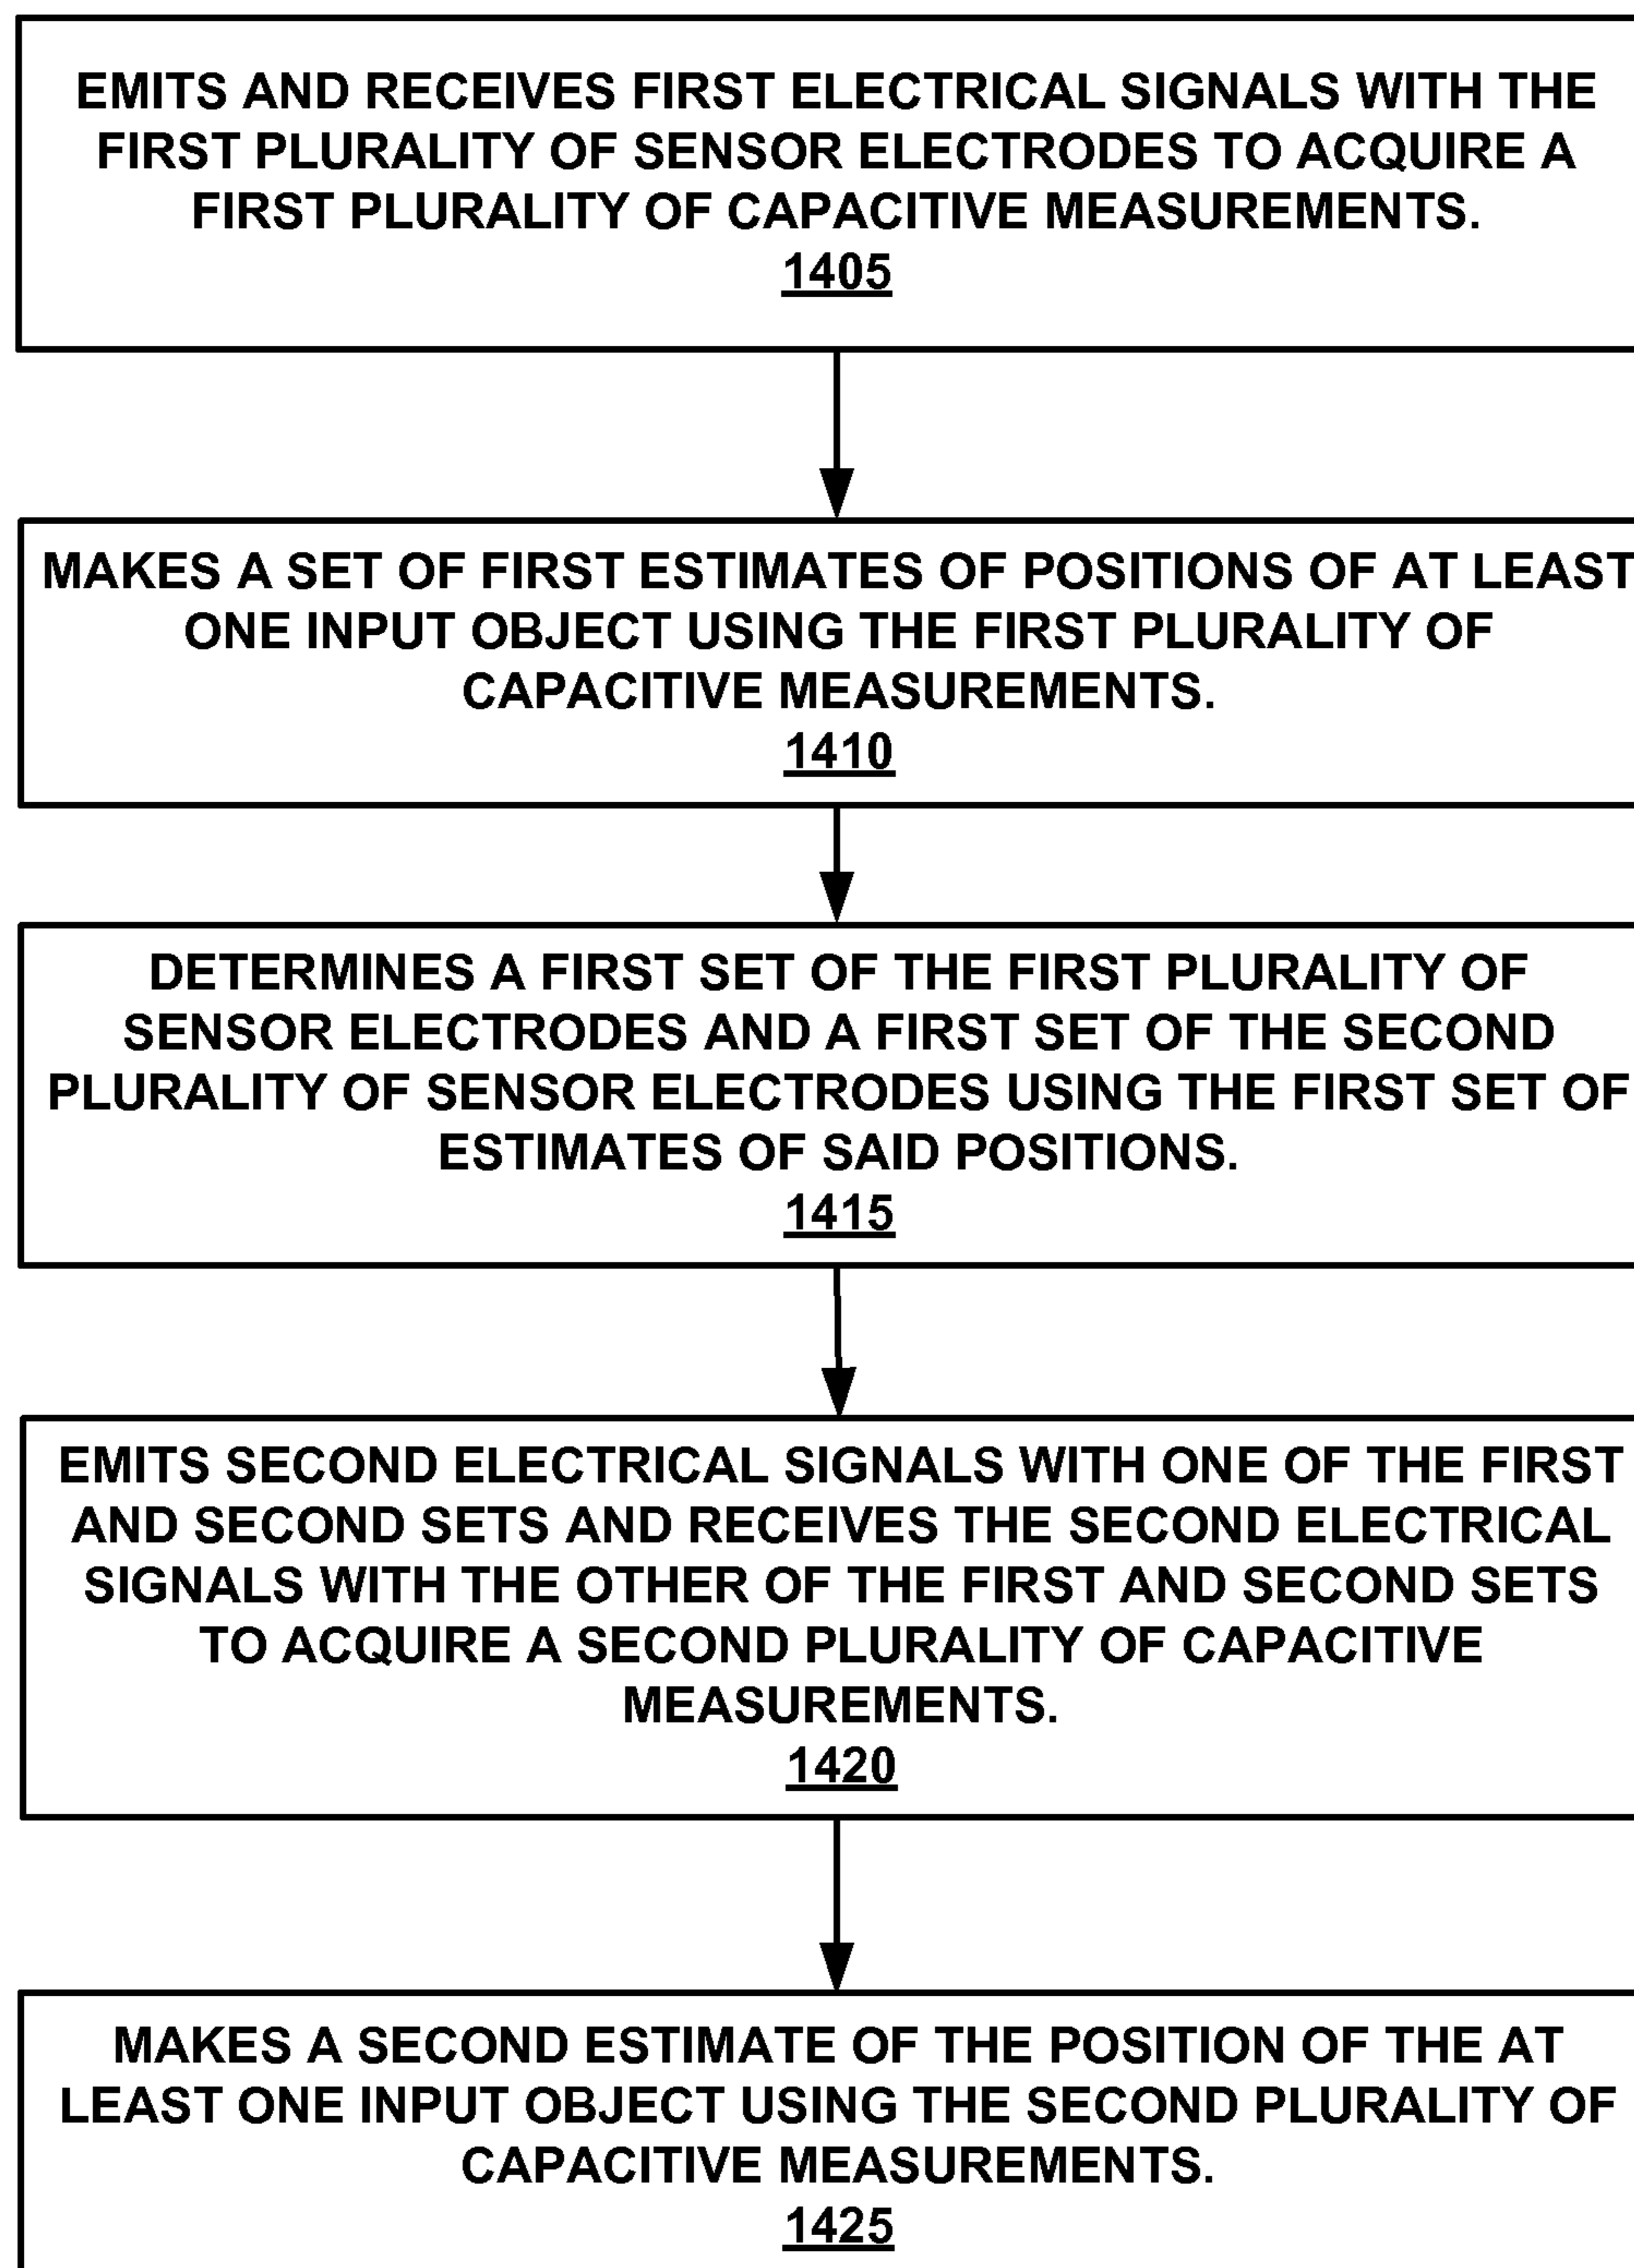 EMITS AND RECEIVES FIRST ELECTRICAL SIGNALS WITH THE
FIRST PLURALITY OF SENSOR ELECTRODES TO ACQUIRE A
FIRST PLURALITY OF CAPACITIVE MEASUREMENTS.
1405
MAKES A SET OF FIRST ESTIMATES OF POSITIONS OF AT LEAST
ONE INPUT OBJECT USING THE FIRST PLURALITY OF
CAPACITIVE MEASUREMENTS.
1410
DETERMINES A FIRST SET OF THE FIRST PLURALITY OF
SENSOR ELECTRODES AND A FIRST SET OF THE SECOND
PLURALITY OF SENSOR ELECTRODES USING THE FIRST SET OF
ESTIMATES OF SAID POSITIONS.
1415
EMITS SECOND ELECTRICAL SIGNALS WITH ONE OF THE FIRST
AND SECOND SETS AND RECEIVES THE SECOND ELECTRICAL
SIGNALS WITH THE OTHER OF THE FIRST AND SECOND SETS
TO ACQUIRE A SECOND PLURALITY OF CAPACITIVE
MEASUREMENTS.
1420
MAKES A SECOND ESTIMATE OF THE POSITION OF THE AT
LEAST ONE INPUT OBJECT USING THE SECOND PLURALITY OF
CAPACITIVE MEASUREMENTS.
1425